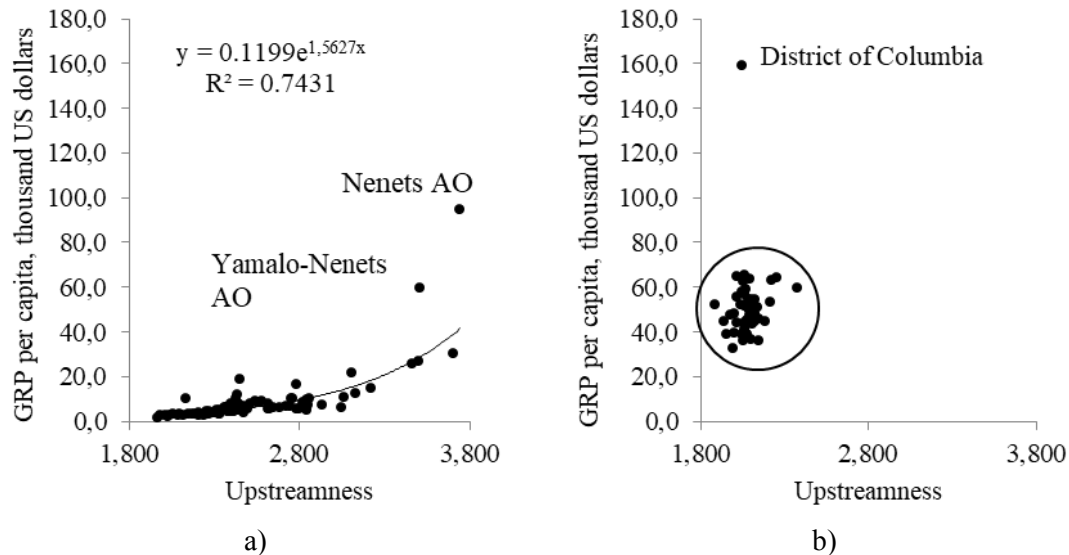 GRP per capita, thousand US dollars
180,0
160,0
140,0
120,0
100,0
80,0
60,0
40,0
20,0
0,0
y = 0.1199e^1,5627x
R² = 0.7431
Nenets AO
Yamalo-Nenets
AO
1,800 2,800 3,800
Upstreamness
a)
GRP per capita, thousand US dollars
180,0
160,0
140,0
120,0
100,0
80,0
60,0
40,0
20,0
0,0
District of Columbia
1,800 2,800 3,800
Upstreamness
b)